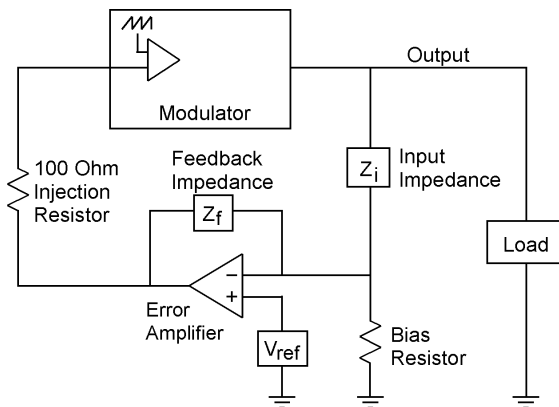 Output
Modulator
100 Ohm
Injection
Resistor
Feedback
Impedance
Zf
Zi
Input
Impedance
Load
−
+
Error
Amplifier
Vref
Bias
Resistor